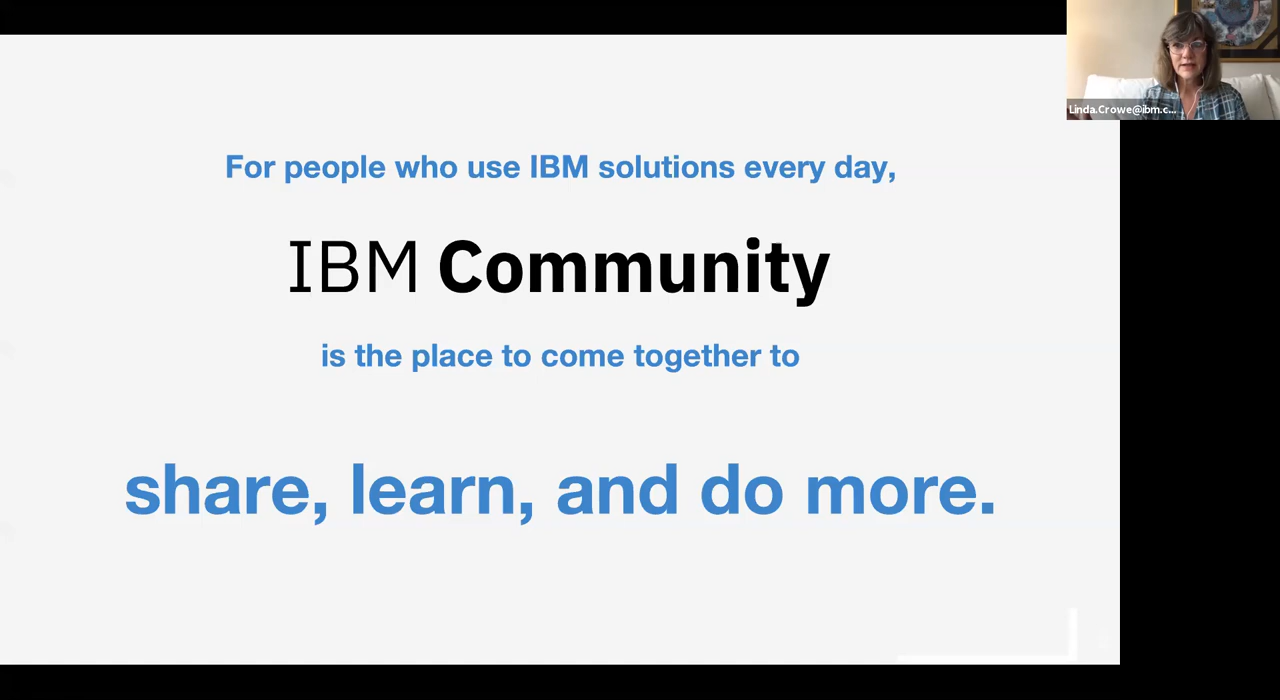 For people who use IBM solutions every day,
IBM Community
is the place to come together to
share, learn, and do more.
Linda.Crowe@ibm.c...